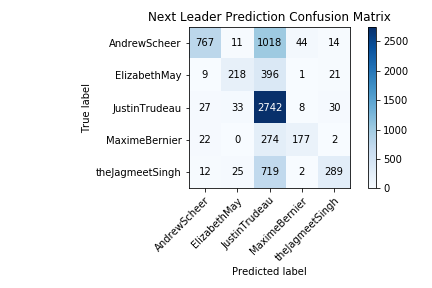 Next Leader Prediction Confusion Matrix
AndrewScheer 767 11 1018 44 14
ElizabethMay 9 218 396 1 21
JustinTrudeau 27 33 2742 8 30
MaximeBernier 22 0 274 177 2
theJagmeetSingh 12 25 719 2 289
True label
AndrewScheer
ElizabethMay
JustinTrudeau
MaximeBernier
theJagmeetSingh
Predicted label
2500
2000
1500
1000
500
0